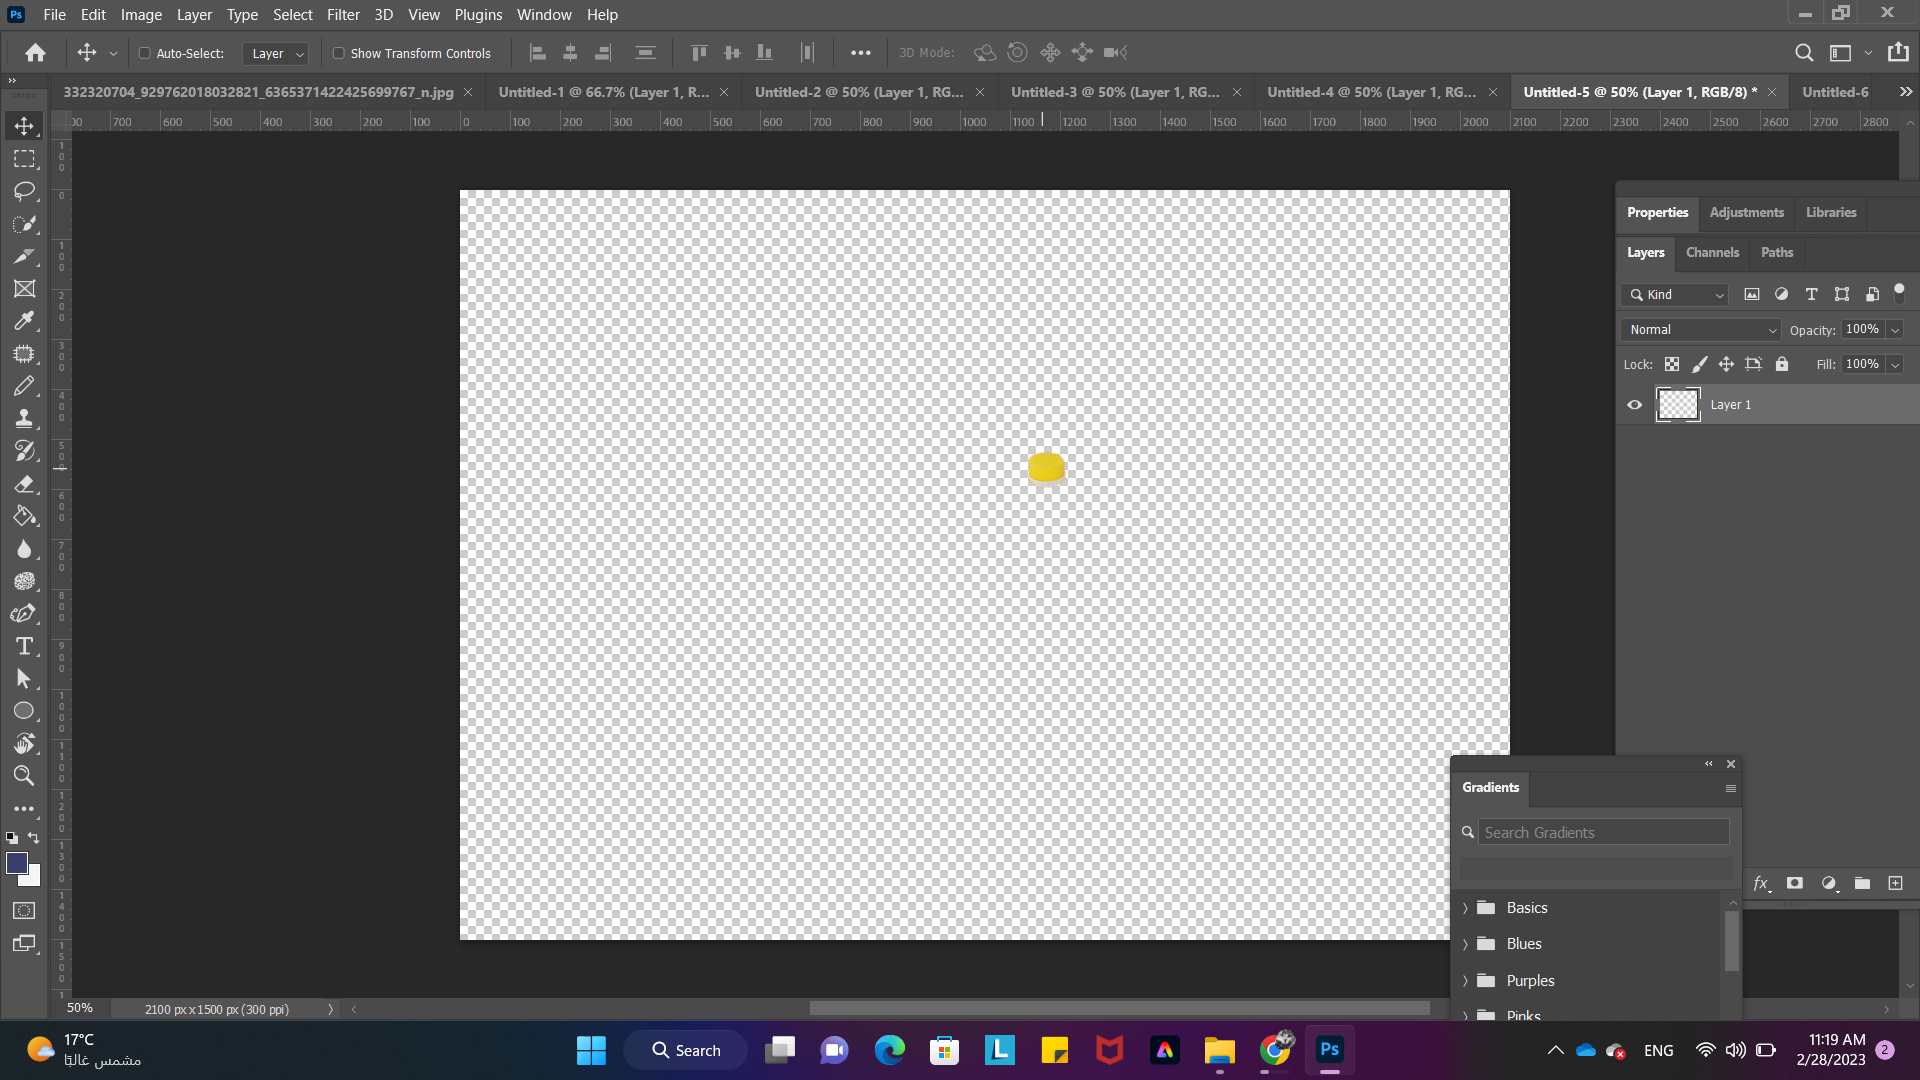 Ps File Edit Image Layer Type Select Filter 3D View Plugins Window Help
Auto-Select: Layer Show Transform Controls 3D Mode:
332320704_929762018032821_6365371422425699767_n.jpg Untitled-1 @ 66.7% (Layer 1, R... Untitled-2 @ 50% (Layer 1, RG... Untitled-3 @ 50% (Layer 1, RG... Untitled-4 @ 50% (Layer 1, RG... Untitled-5 @ 50% (Layer 1, RGB/8) * Untitled-6
700 600 500 400 300 200 100 0 100 200 300 400 500 600 700 800 900 1000 1100 1200 1300 1400 1500 1600 1700 1800 1900 2000 2100 2200 2300 2400 2500 2600 2700 2800
Properties Adjustments Libraries
Layers Channels Paths
Kind
Normal Opacity: 100%
Lock: Fill: 100%
Layer 1
Gradients
Search Gradients
fx
Basics
Blues
Purples
Pinks
50% 2100 px x 1500 px (300 ppi)
17°C
مشمس غالبًا
Search
L
Ps
ENG
11:19 AM
2/28/2023
2